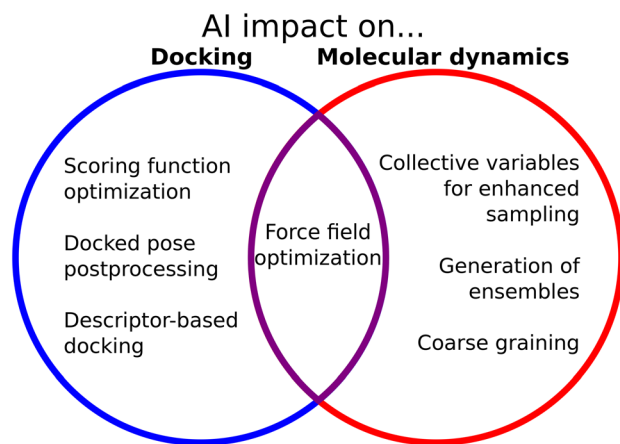 AI impact on...
Docking
Molecular dynamics
Scoring function
optimization
Docked pose
postprocessing
Descriptor-based
docking
Force field
optimization
Collective variables
for enhanced
sampling
Generation of
ensembles
Coarse graining